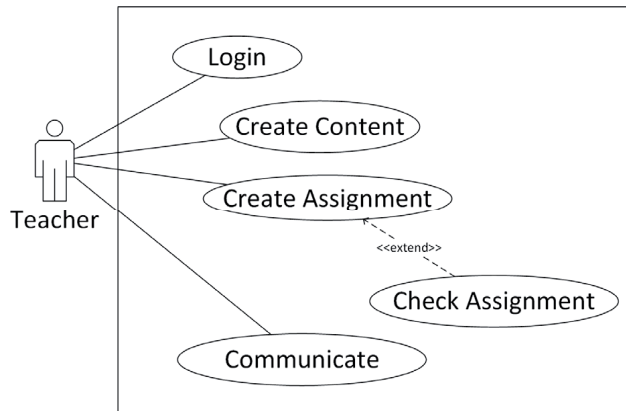 Login
Create Content
Create Assignment
Teacher
<<extend>>
Check Assignment
Communicate